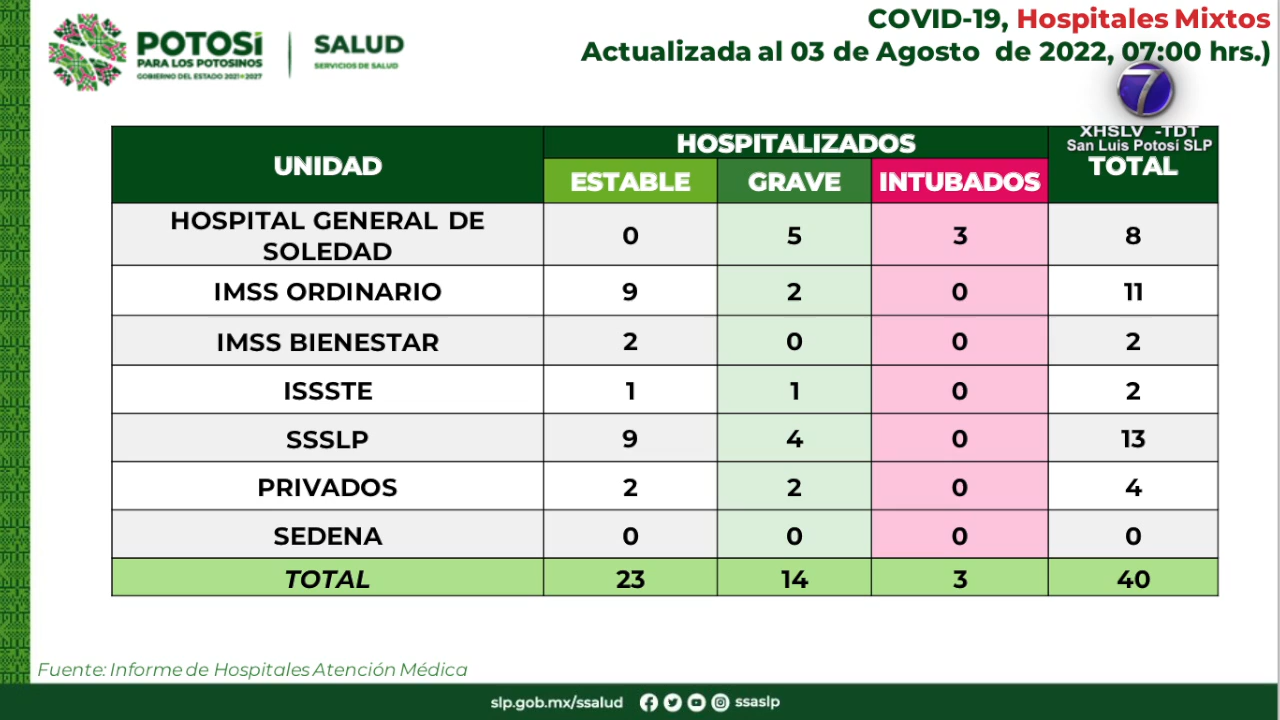 POTOSÍ
PARA LOS POTOSINOS
GOBIERNO DEL ESTADO 2021•2027
SALUD
SERVICIOS DE SALUD
COVID-19, Hospitales Mixtos
Actualizada al 03 de Agosto de 2022, 07:00 hrs.)
7
XHSLV -TDT
San Luis Potosí SLP
UNIDAD
HOSPITALIZADOS
TOTAL
ESTABLE GRAVE INTUBADOS
HOSPITAL GENERAL DE
SOLEDAD
0 5 3 8
IMSS ORDINARIO 9 2 0 11
IMSS BIENESTAR 2 0 0 2
ISSSTE 1 1 0 2
SSSLP 9 4 0 13
PRIVADOS 2 2 0 4
SEDENA 0 0 0 0
TOTAL 23 14 3 40
Fuente: Informe de Hospitales Atención Médica
slp.gob.mx/ssalud ssaslp